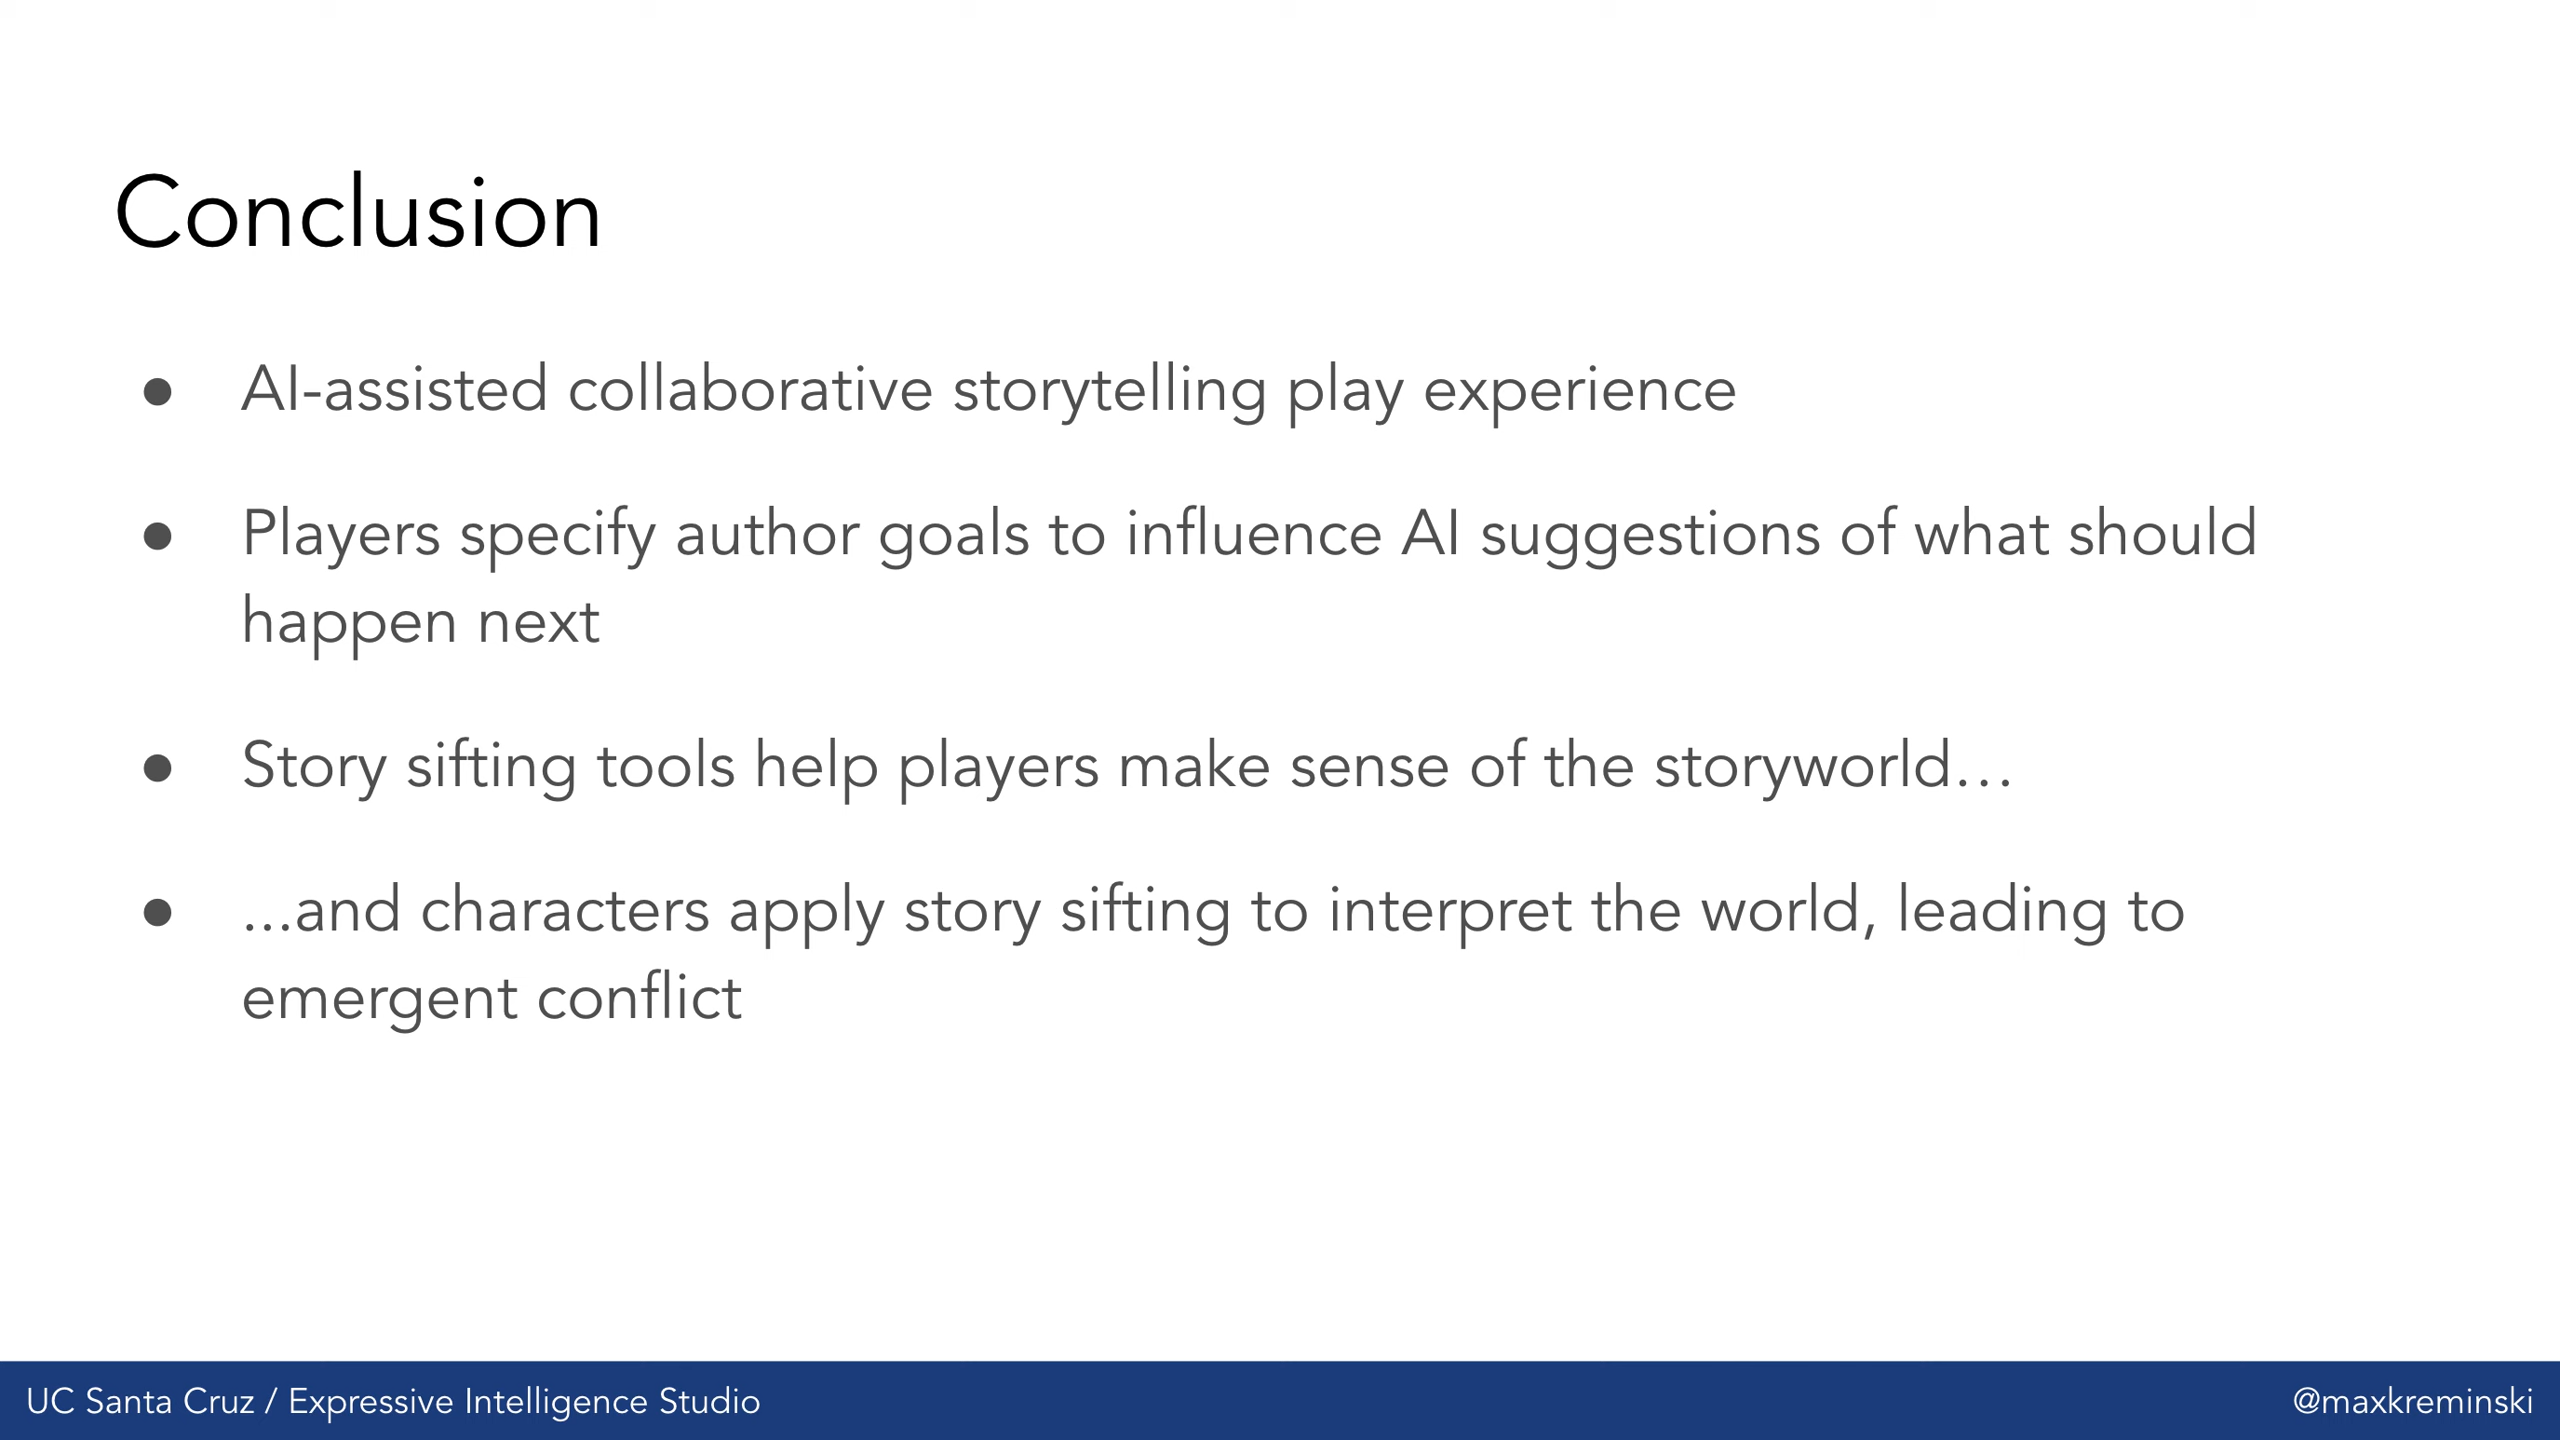 Conclusion
● AI-assisted collaborative storytelling play experience
● Players specify author goals to influence AI suggestions of what should
happen next
● Story sifting tools help players make sense of the storyworld…
● ...and characters apply story sifting to interpret the world, leading to
emergent conflict
UC Santa Cruz / Expressive Intelligence Studio
@maxkreminski